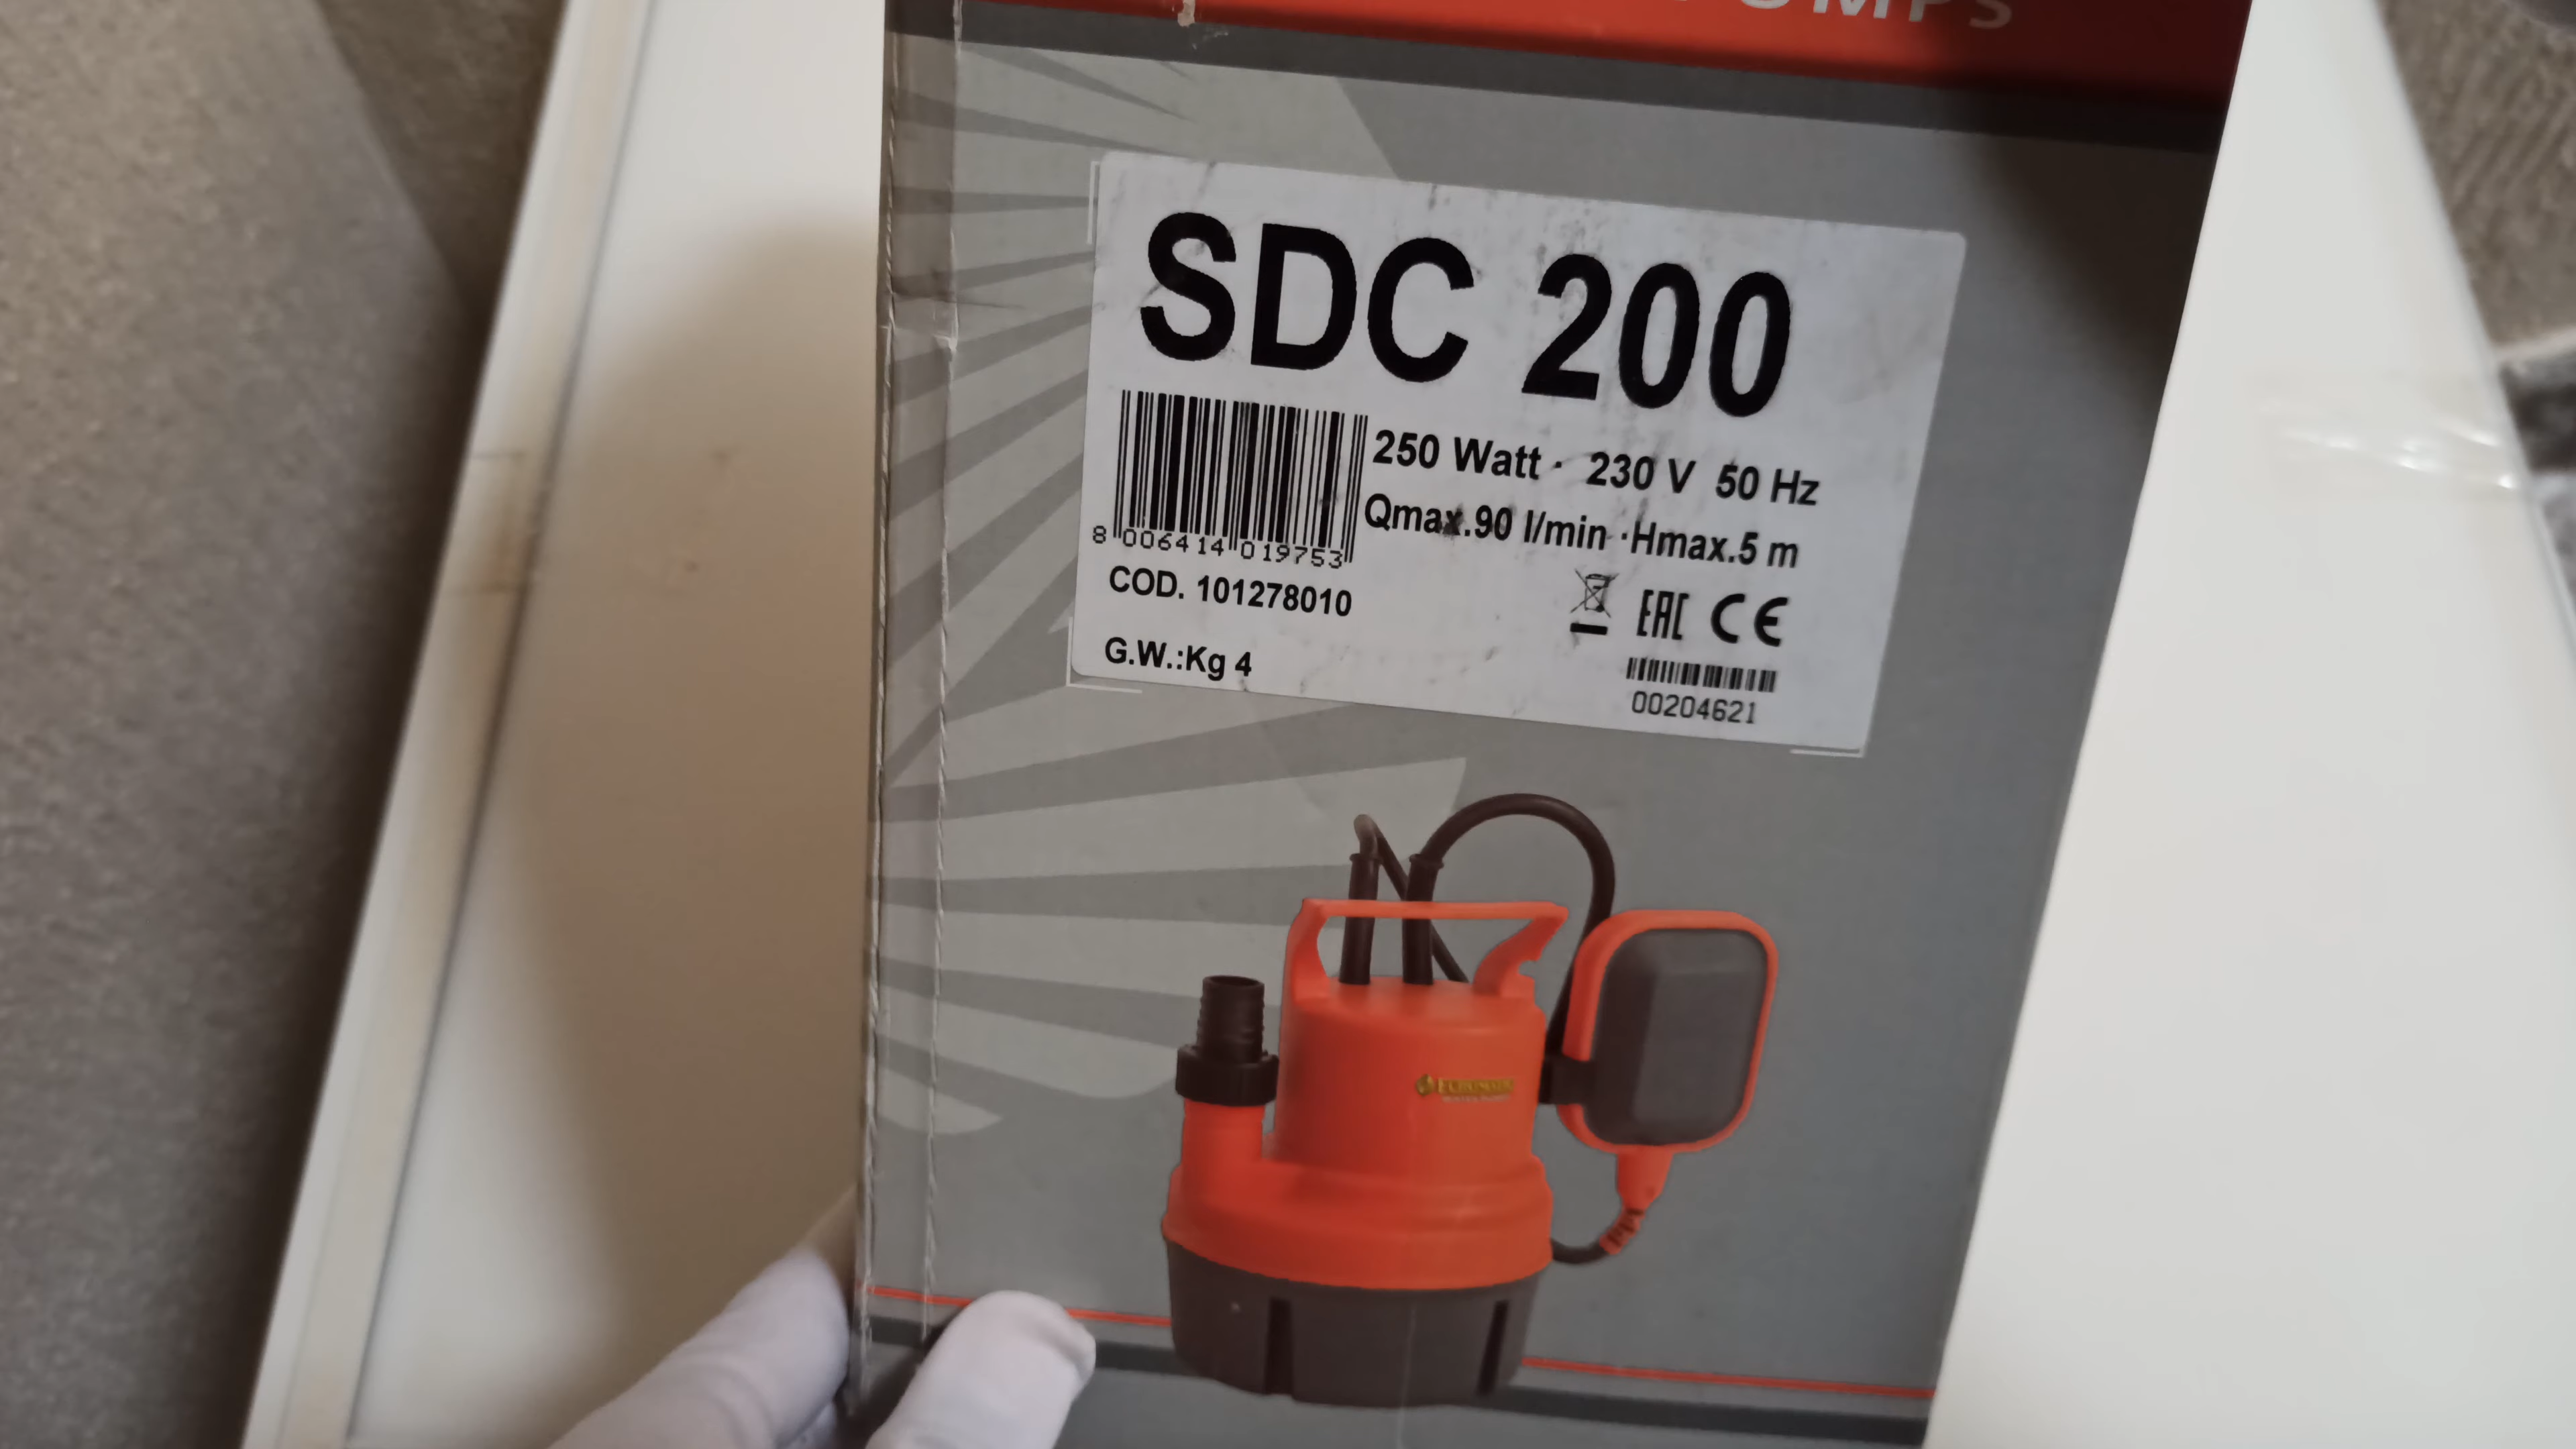 PUMPS
SDC 200
250 Watt · 230 V 50 Hz
Qmax.90 l/min ·Hmax.5 m
8 006414 019753
COD. 101278010
EAC CE
G.W.:Kg 4
00204621